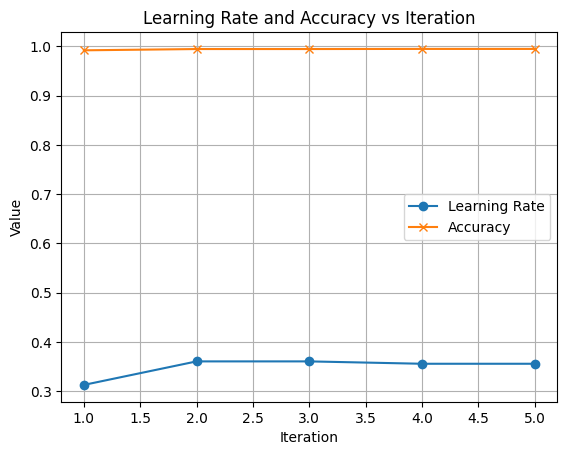 Learning Rate and Accuracy vs Iteration
1.0
0.9
0.8
0.7
0.6
0.5
0.4
0.3
Value
Learning Rate
Accuracy
1.0 1.5 2.0 2.5 3.0 3.5 4.0 4.5 5.0
Iteration